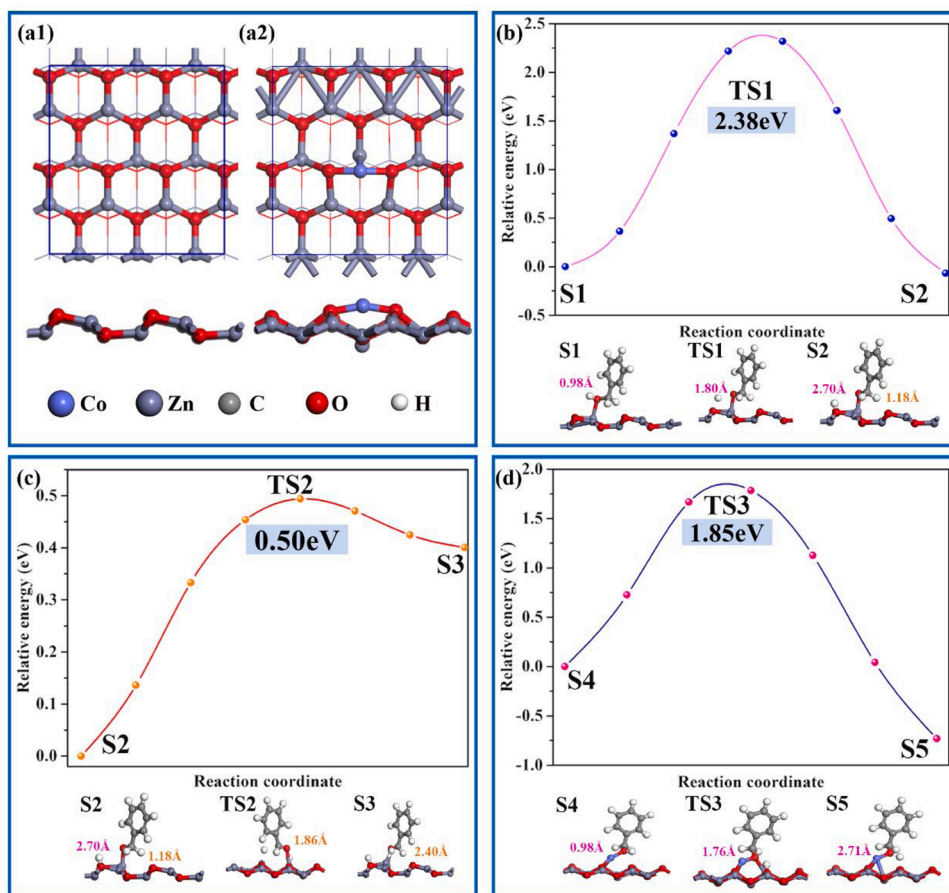 (a1)
(a2)
Co
Zn
C
O
H
(b)
Relative energy (eV)
2.5
2.0
1.5
1.0
0.5
0.0
-0.5
TS1
2.38eV
S1
S2
Reaction coordinate
S1
TS1
S2
0.98Å
1.80Å
2.70Å
1.18Å
(c)
Relative energy (eV)
0.5
0.4
0.3
0.2
0.1
0.0
TS2
0.50eV
S3
S2
Reaction coordinate
S2
TS2
S3
2.70Å
1.18Å
1.86Å
2.40Å
(d)
Relative energy (eV)
2.0
1.5
1.0
0.5
0.0
-0.5
-1.0
TS3
1.85eV
S4
S5
Reaction coordinate
S4
TS3
S5
0.98Å
1.76Å
2.71Å